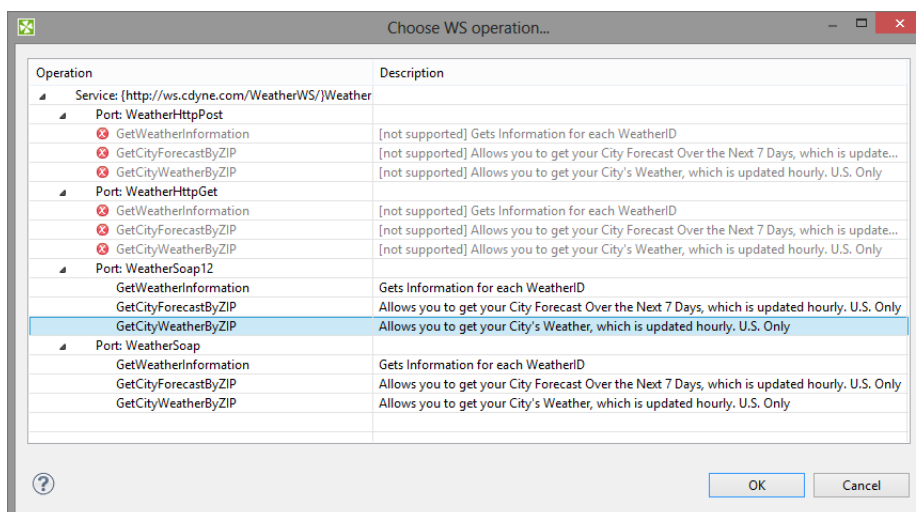 Choose WS operation...
Operation Description
Service: {http://ws.cdyne.com/WeatherWS/}Weather
Port: WeatherHttpPost
GetWeatherInformation [not supported] Gets Information for each WeatherID
GetCityForecastByZIP [not supported] Allows you to get your City Forecast Over the Next 7 Days, which is update...
GetCityWeatherByZIP [not supported] Allows you to get your City's Weather, which is updated hourly. U.S. Only
Port: WeatherHttpGet
GetWeatherInformation [not supported] Gets Information for each WeatherID
GetCityForecastByZIP [not supported] Allows you to get your City Forecast Over the Next 7 Days, which is update...
GetCityWeatherByZIP [not supported] Allows you to get your City's Weather, which is updated hourly. U.S. Only
Port: WeatherSoap12
GetWeatherInformation Gets Information for each WeatherID
GetCityForecastByZIP Allows you to get your City Forecast Over the Next 7 Days, which is updated hourly. U.S. Only
GetCityWeatherByZIP Allows you to get your City's Weather, which is updated hourly. U.S. Only
Port: WeatherSoap
GetWeatherInformation Gets Information for each WeatherID
GetCityForecastByZIP Allows you to get your City Forecast Over the Next 7 Days, which is updated hourly. U.S. Only
GetCityWeatherByZIP Allows you to get your City's Weather, which is updated hourly. U.S. Only
? OK Cancel